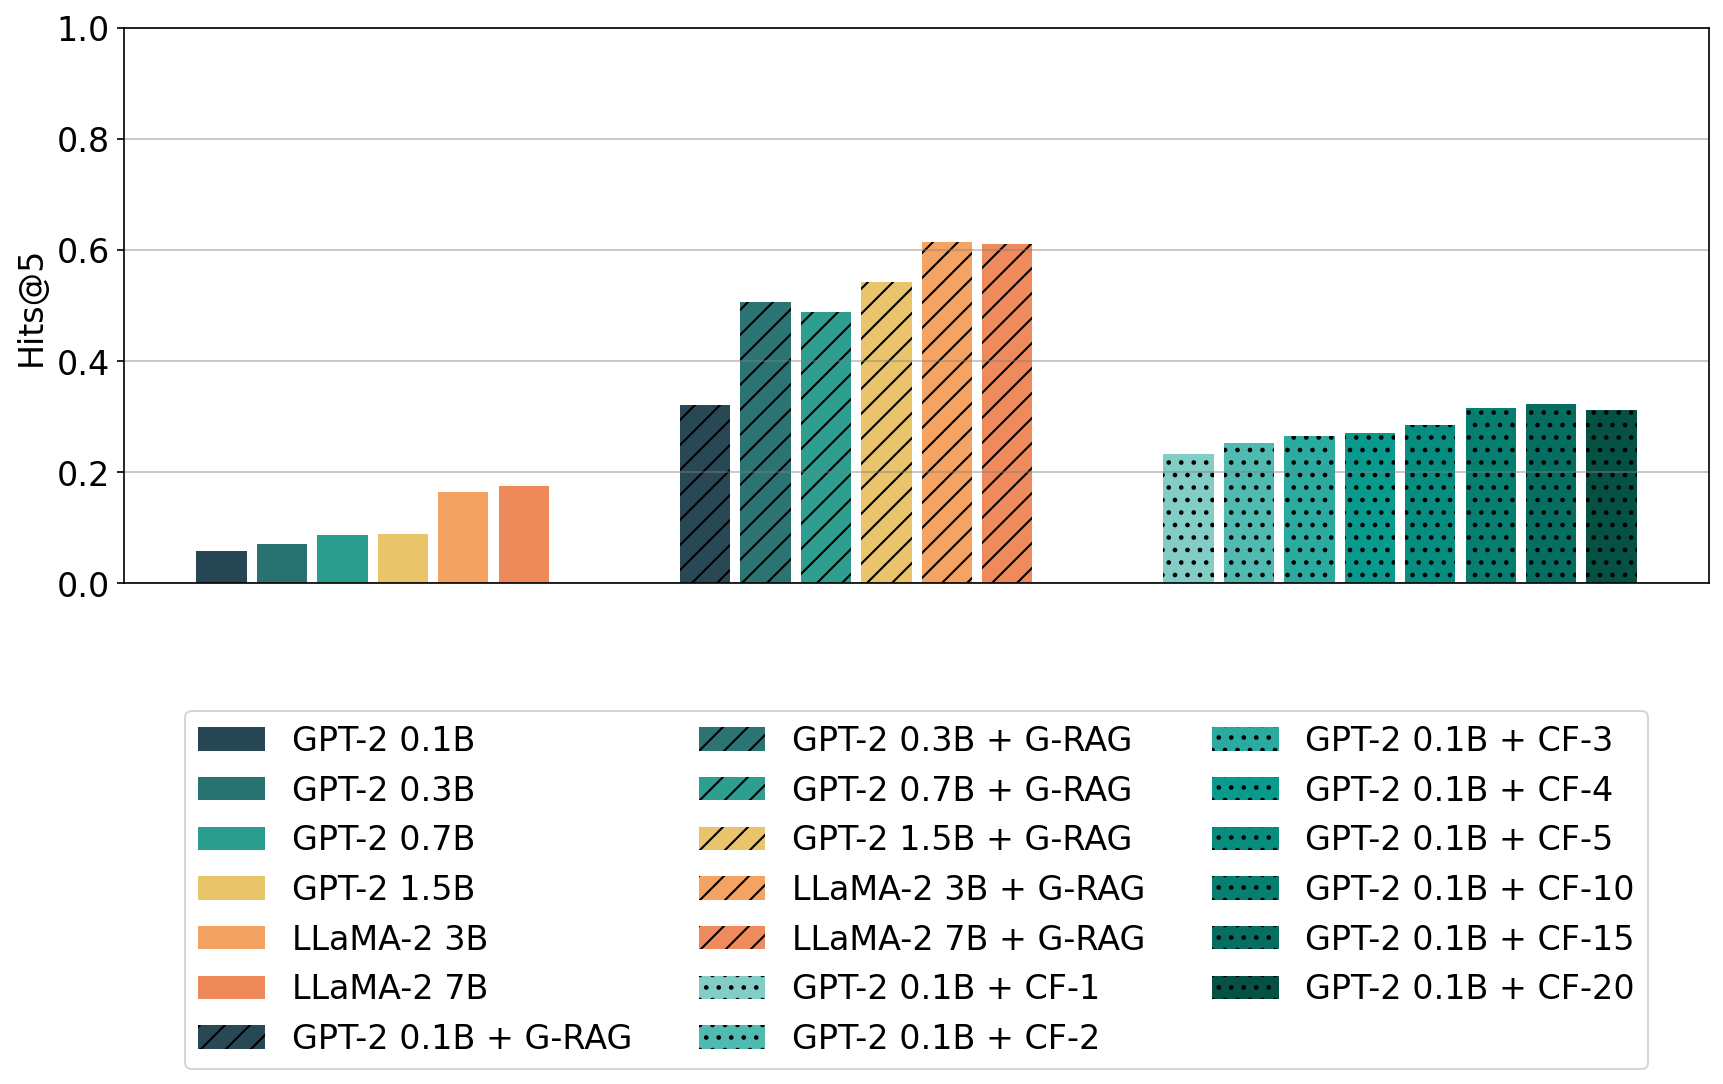 1.0
0.8
0.6
0.4
0.2
0.0
Hits@5
GPT-2 0.1B
GPT-2 0.3B
GPT-2 0.7B
GPT-2 1.5B
LLaMA-2 3B
LLaMA-2 7B
GPT-2 0.1B + G-RAG
GPT-2 0.3B + G-RAG
GPT-2 0.7B + G-RAG
GPT-2 1.5B + G-RAG
LLaMA-2 3B + G-RAG
LLaMA-2 7B + G-RAG
GPT-2 0.1B + CF-1
GPT-2 0.1B + CF-2
GPT-2 0.1B + CF-3
GPT-2 0.1B + CF-4
GPT-2 0.1B + CF-5
GPT-2 0.1B + CF-10
GPT-2 0.1B + CF-15
GPT-2 0.1B + CF-20